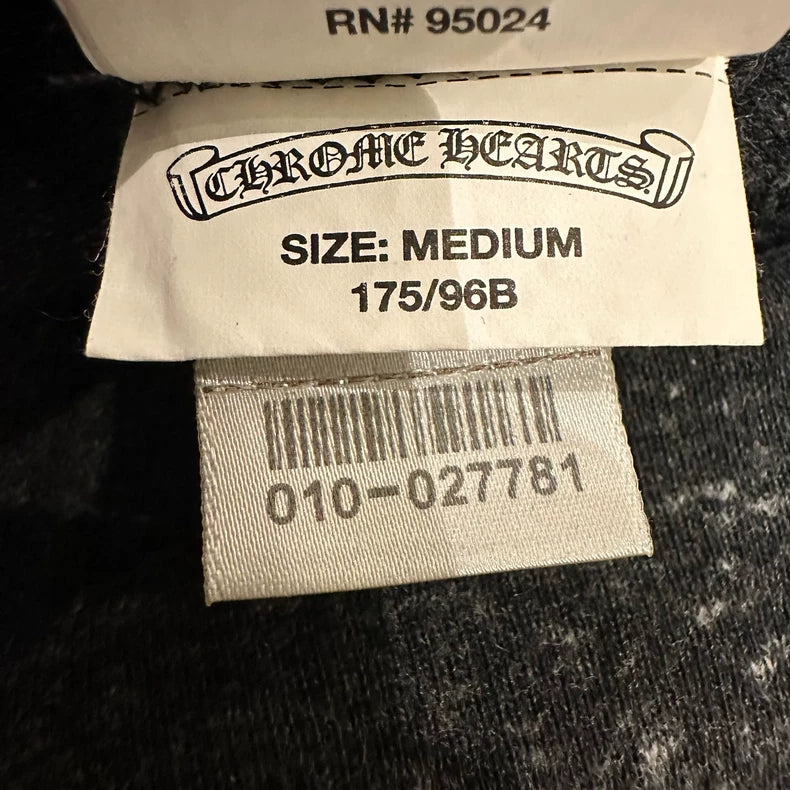 RN# 95024
CHROME HEARTS
SIZE: MEDIUM
175/96B
010-027781